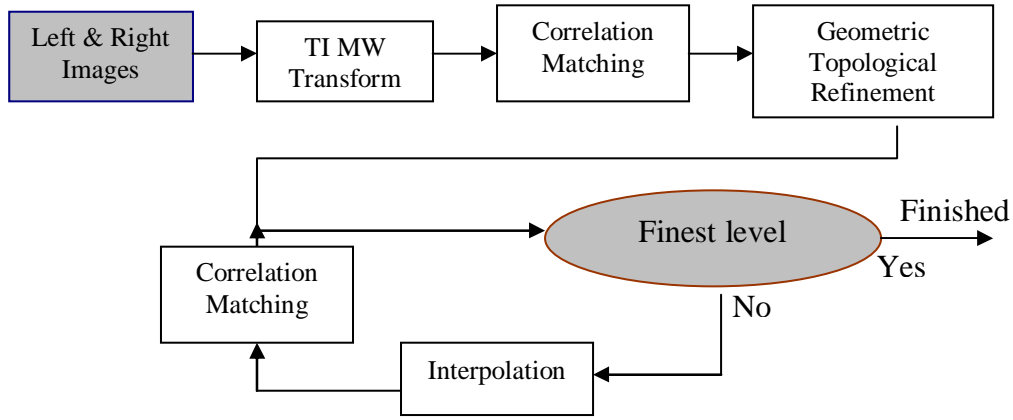 Left & Right
Images
TI MW
Transform
Correlation
Matching
Geometric
Topological
Refinement
Finest level
Finished
Yes
No
Correlation
Matching
Interpolation